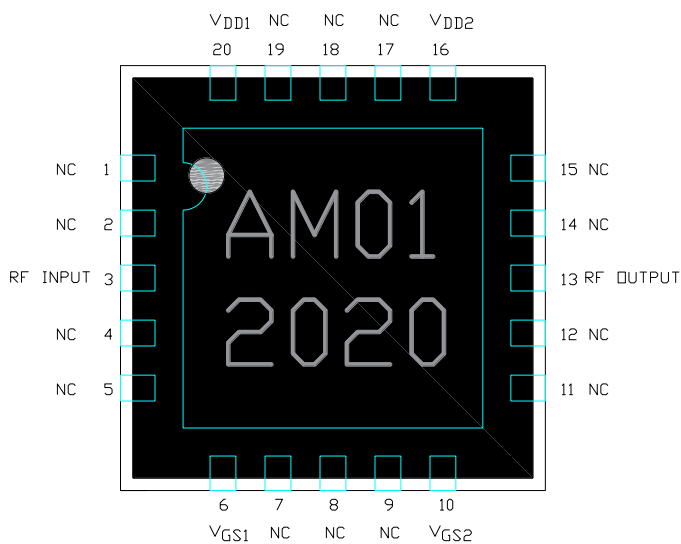 VDD1 NC NC NC VDD2
20 19 18 17 16
NC 1
NC 2
RF INPUT 3
NC 4
NC 5
AM01
2020
15 NC
14 NC
13 RF OUTPUT
12 NC
11 NC
6 7 8 9 10
VGS1 NC NC NC VGS2